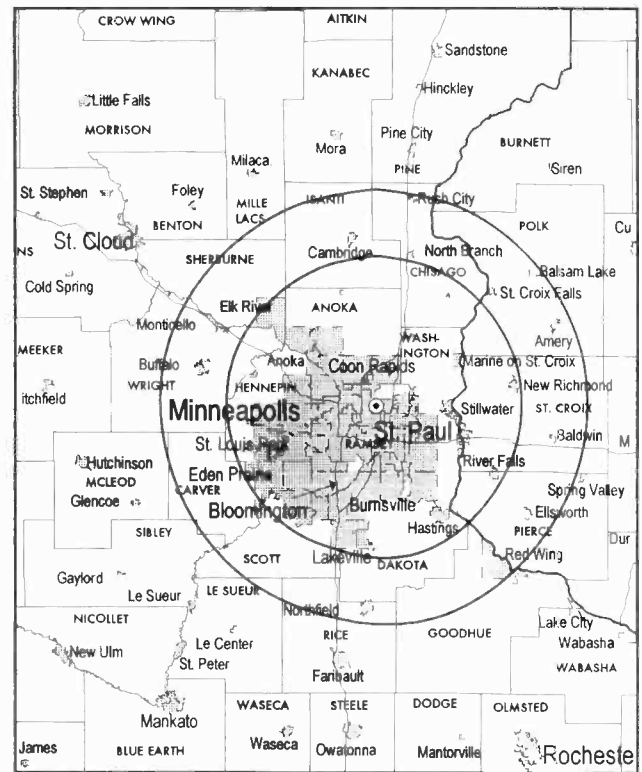 CROW WING
AITKIN
Sandstone
KANABEC
Hinckley
Little Falls
MORRISON
Pine City
BURNETT
Mora
Milaca
PINE
Siren
St. Stephen
Foley
MILLE
LACS
ISANTI
Rush City
BENTON
POLK
Cu
St. Cloud
NS
Cambridge
North Branch
SHERBURNE
CHISAGO
Balsam Lake
Cold Spring
St. Croix Falls
Elk River
ANOKA
Monticello
Amery
MEEKER
WASH-
INGTON
Buffalo
Anoka
Coon Rapids
Marine on St. Croix
WRIGHT
HENNEPIN
New Richmond
itchfield
Minneapolis
Stillwater
ST. CROIX
St. Paul
St. Louis Park
RAMSEY
Baldwin
M
Hutchinson
River Falls
MCLEOD
Eden Prairie
CARVER
Spring Valley
Glencoe
Bloomington
Burnsville
Ellsworth
Hastings
SIBLEY
PIERCE
Dur
SCOTT
Lakeville
DAKOTA
Red Wing
Gaylord
Le Sueur
LE SUEUR
NICOLLET
Northfield
Lake City
New Ulm
Le Center
RICE
GOODHUE
Wabasha
St. Peter
WABASHA
Faribault
Mankato
WASECA
STEELE
DODGE
OLMSTED
James
BLUE EARTH
Waseca
Owatonna
Mantorville
Rocheste